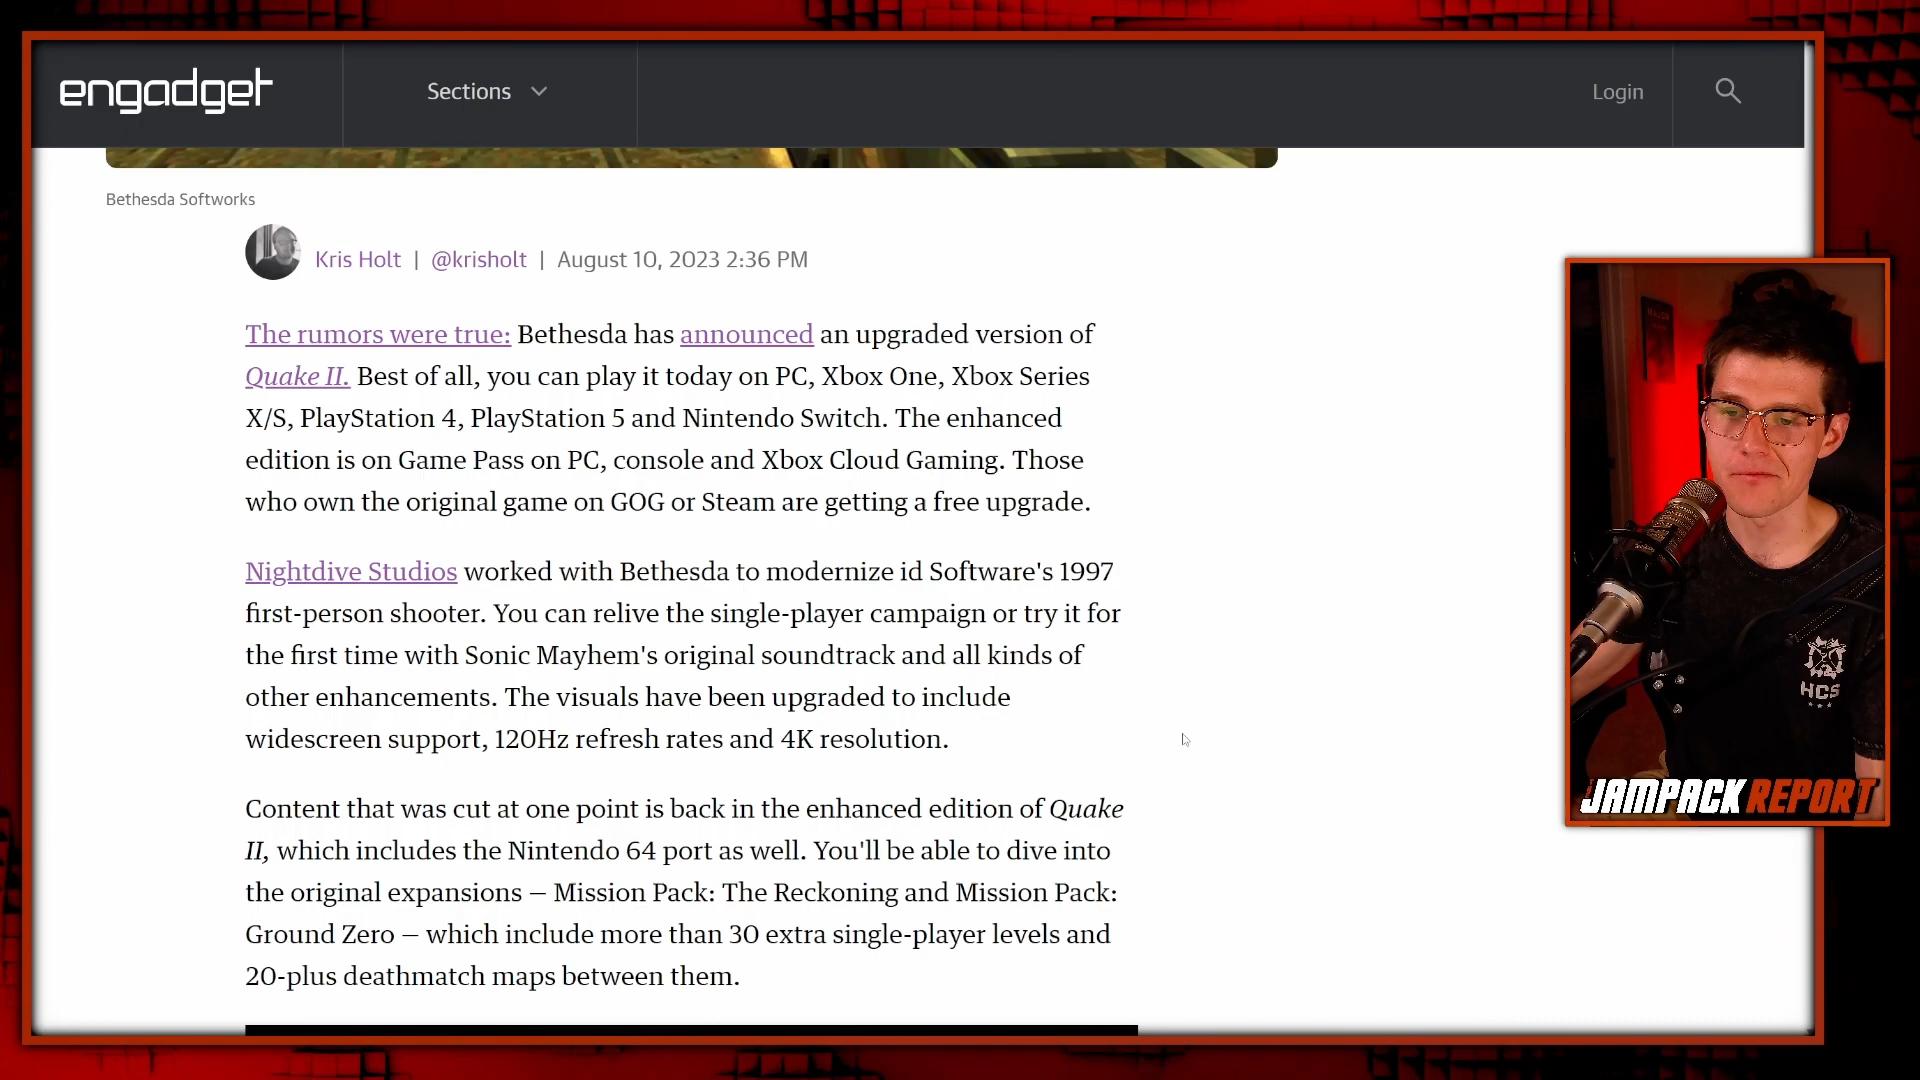 engadget
Sections
Login
Bethesda Softworks
Kris Holt | @krisholt | August 10, 2023 2:36 PM
The rumors were true: Bethesda has announced an upgraded version of
Quake II. Best of all, you can play it today on PC, Xbox One, Xbox Series
X/S, PlayStation 4, PlayStation 5 and Nintendo Switch. The enhanced
edition is on Game Pass on PC, console and Xbox Cloud Gaming. Those
who own the original game on GOG or Steam are getting a free upgrade.
Nightdive Studios worked with Bethesda to modernize id Software's 1997
first-person shooter. You can relive the single-player campaign or try it for
the first time with Sonic Mayhem's original soundtrack and all kinds of
other enhancements. The visuals have been upgraded to include
widescreen support, 120Hz refresh rates and 4K resolution.
Content that was cut at one point is back in the enhanced edition of Quake
II, which includes the Nintendo 64 port as well. You'll be able to dive into
the original expansions — Mission Pack: The Reckoning and Mission Pack:
Ground Zero — which include more than 30 extra single-player levels and
20-plus deathmatch maps between them.
HCS
JAMPACK REPORT